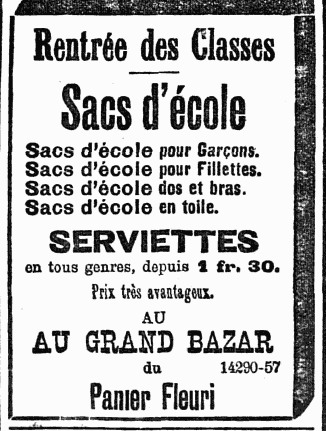 Rentrée des Classes
Sacs d'école
Sacs d'école pour Garçons.
Sacs d'école pour Fillettes.
Sacs d'école dos et bras.
Sacs d'école en toile.
SERVIETTES
en tous genres, depuis 1 fr. 30.
Prix très avantageux.
AU
AU GRAND BAZAR
du 14290-57
Panier Fleuri